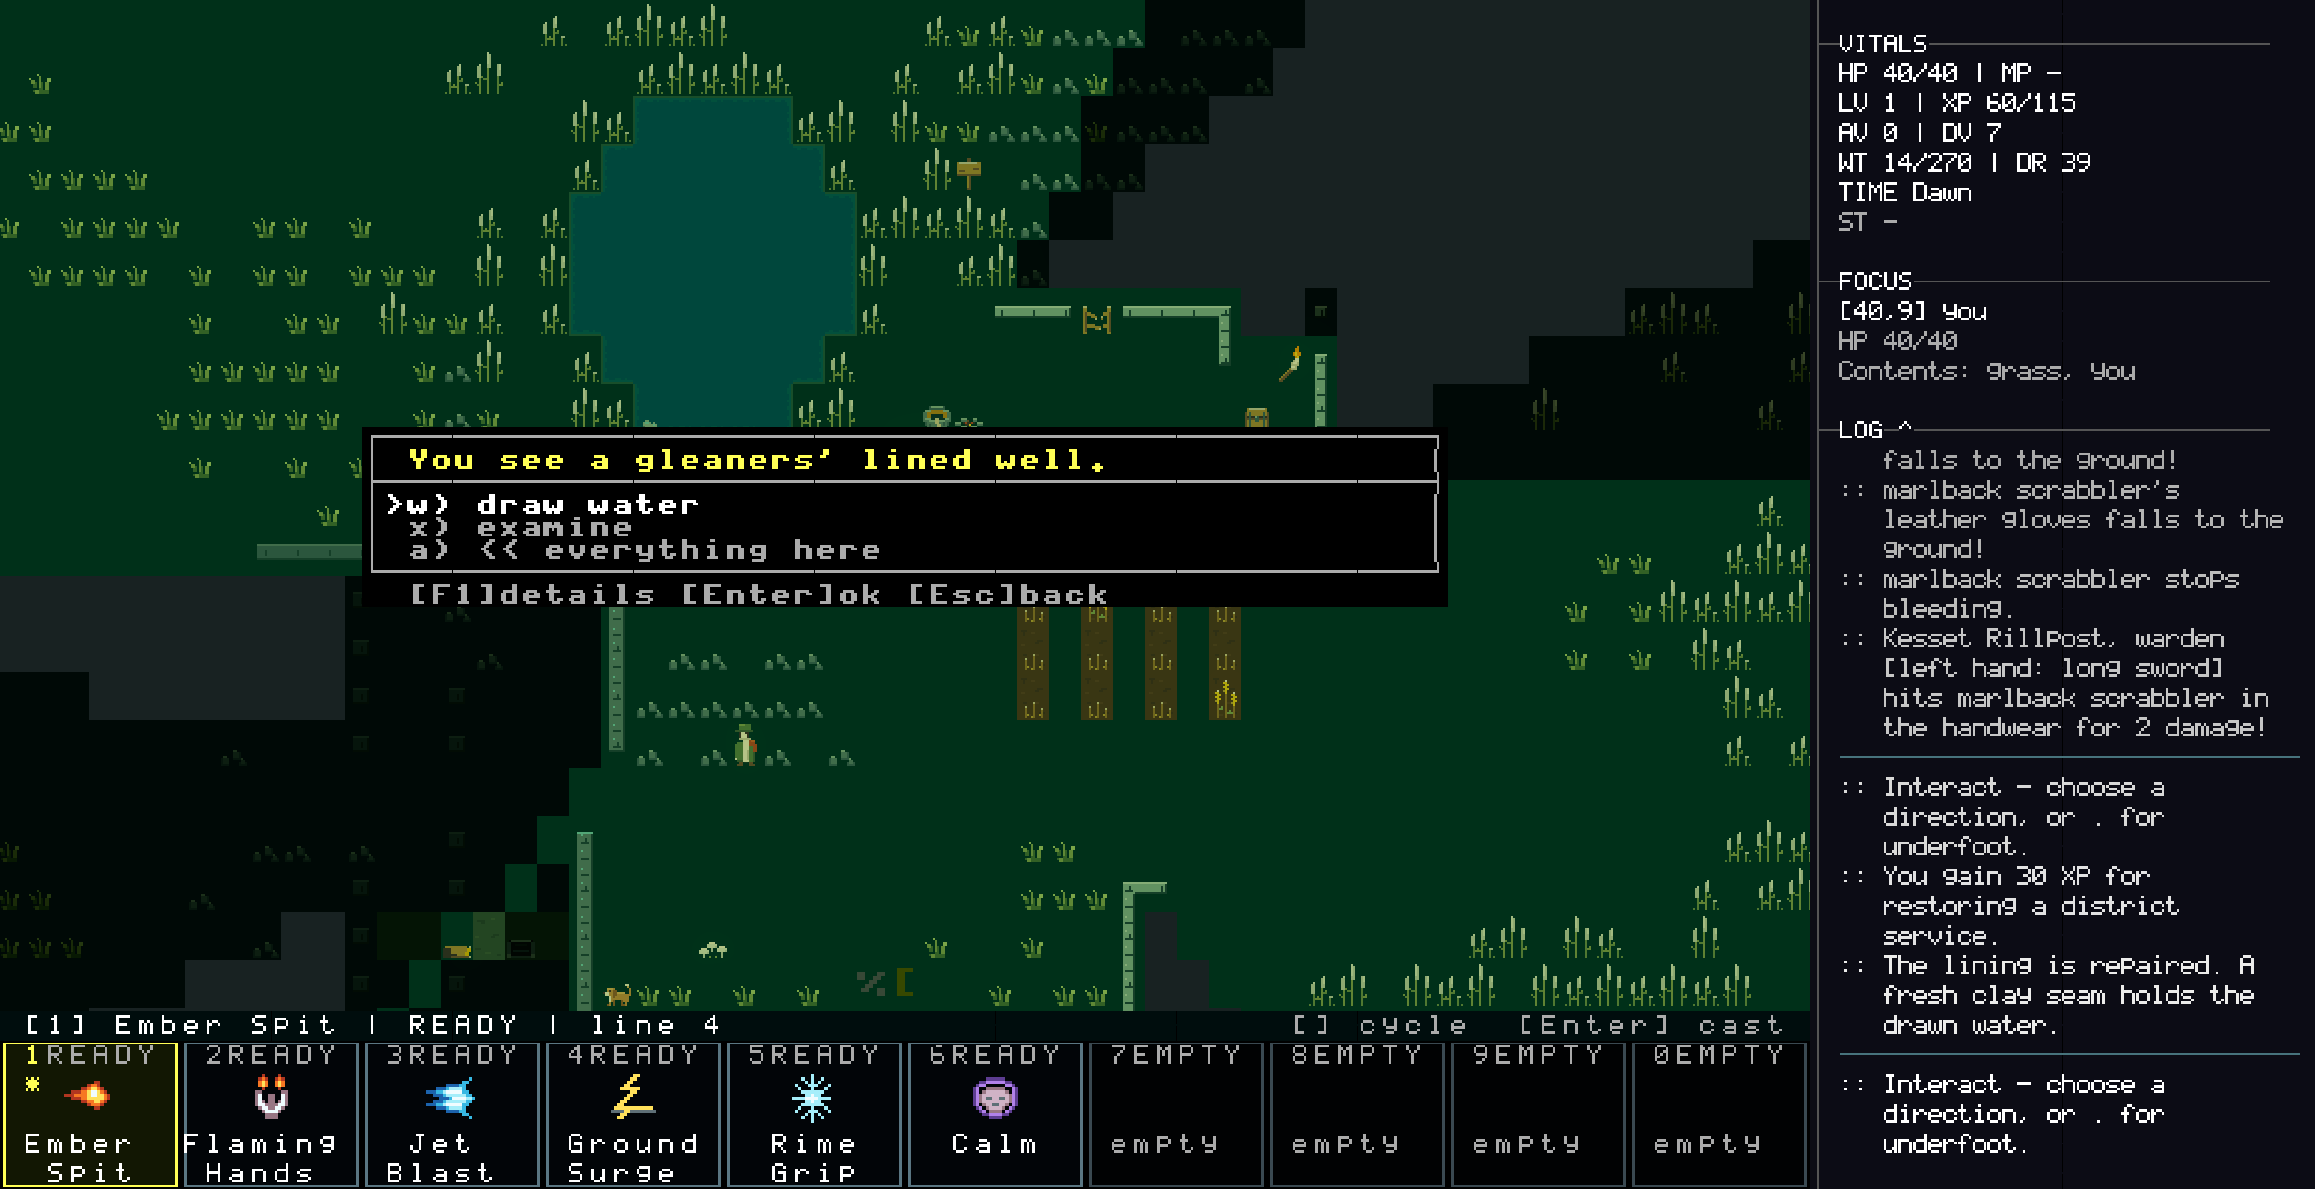 VITALS
HP 40/40 | MP -
LV 1 | XP 60/115
AV 0 | DV 7
WT 14/270 | DR 39
TIME Dawn
ST -
FOCUS
[40,9] You
HP 40/40
Contents: grass, You
LOG ^
falls to the ground!
:: marlback scrabbler's
leather gloves falls to the
ground!
:: marlback scrabbler stops
bleeding.
:: Kesset Rillpost, warden
[left hand: long sword]
hits marlback scrabbler in
the handwear for 2 damage!
:: Interact - choose a
direction, or . for
underfoot.
:: You gain 30 XP for
restoring a district
service.
:: The lining is repaired. A
fresh clay seam holds the
drawn water.
:: Interact - choose a
direction, or . for
underfoot.
You see a gleaners' lined well.
>w) draw water
x) examine
a) << everything here
[F1]details [Enter]ok [Esc]back
[1] Ember Spit | READY | line 4
[] cycle [Enter] cast
1READY 2READY 3READY 4READY 5READY 6READY 7EMPTY 8EMPTY 9EMPTY 0EMPTY
Ember Flaming Jet Ground Rime Calm empty empty empty empty
Spit Hands Blast Surge Grip